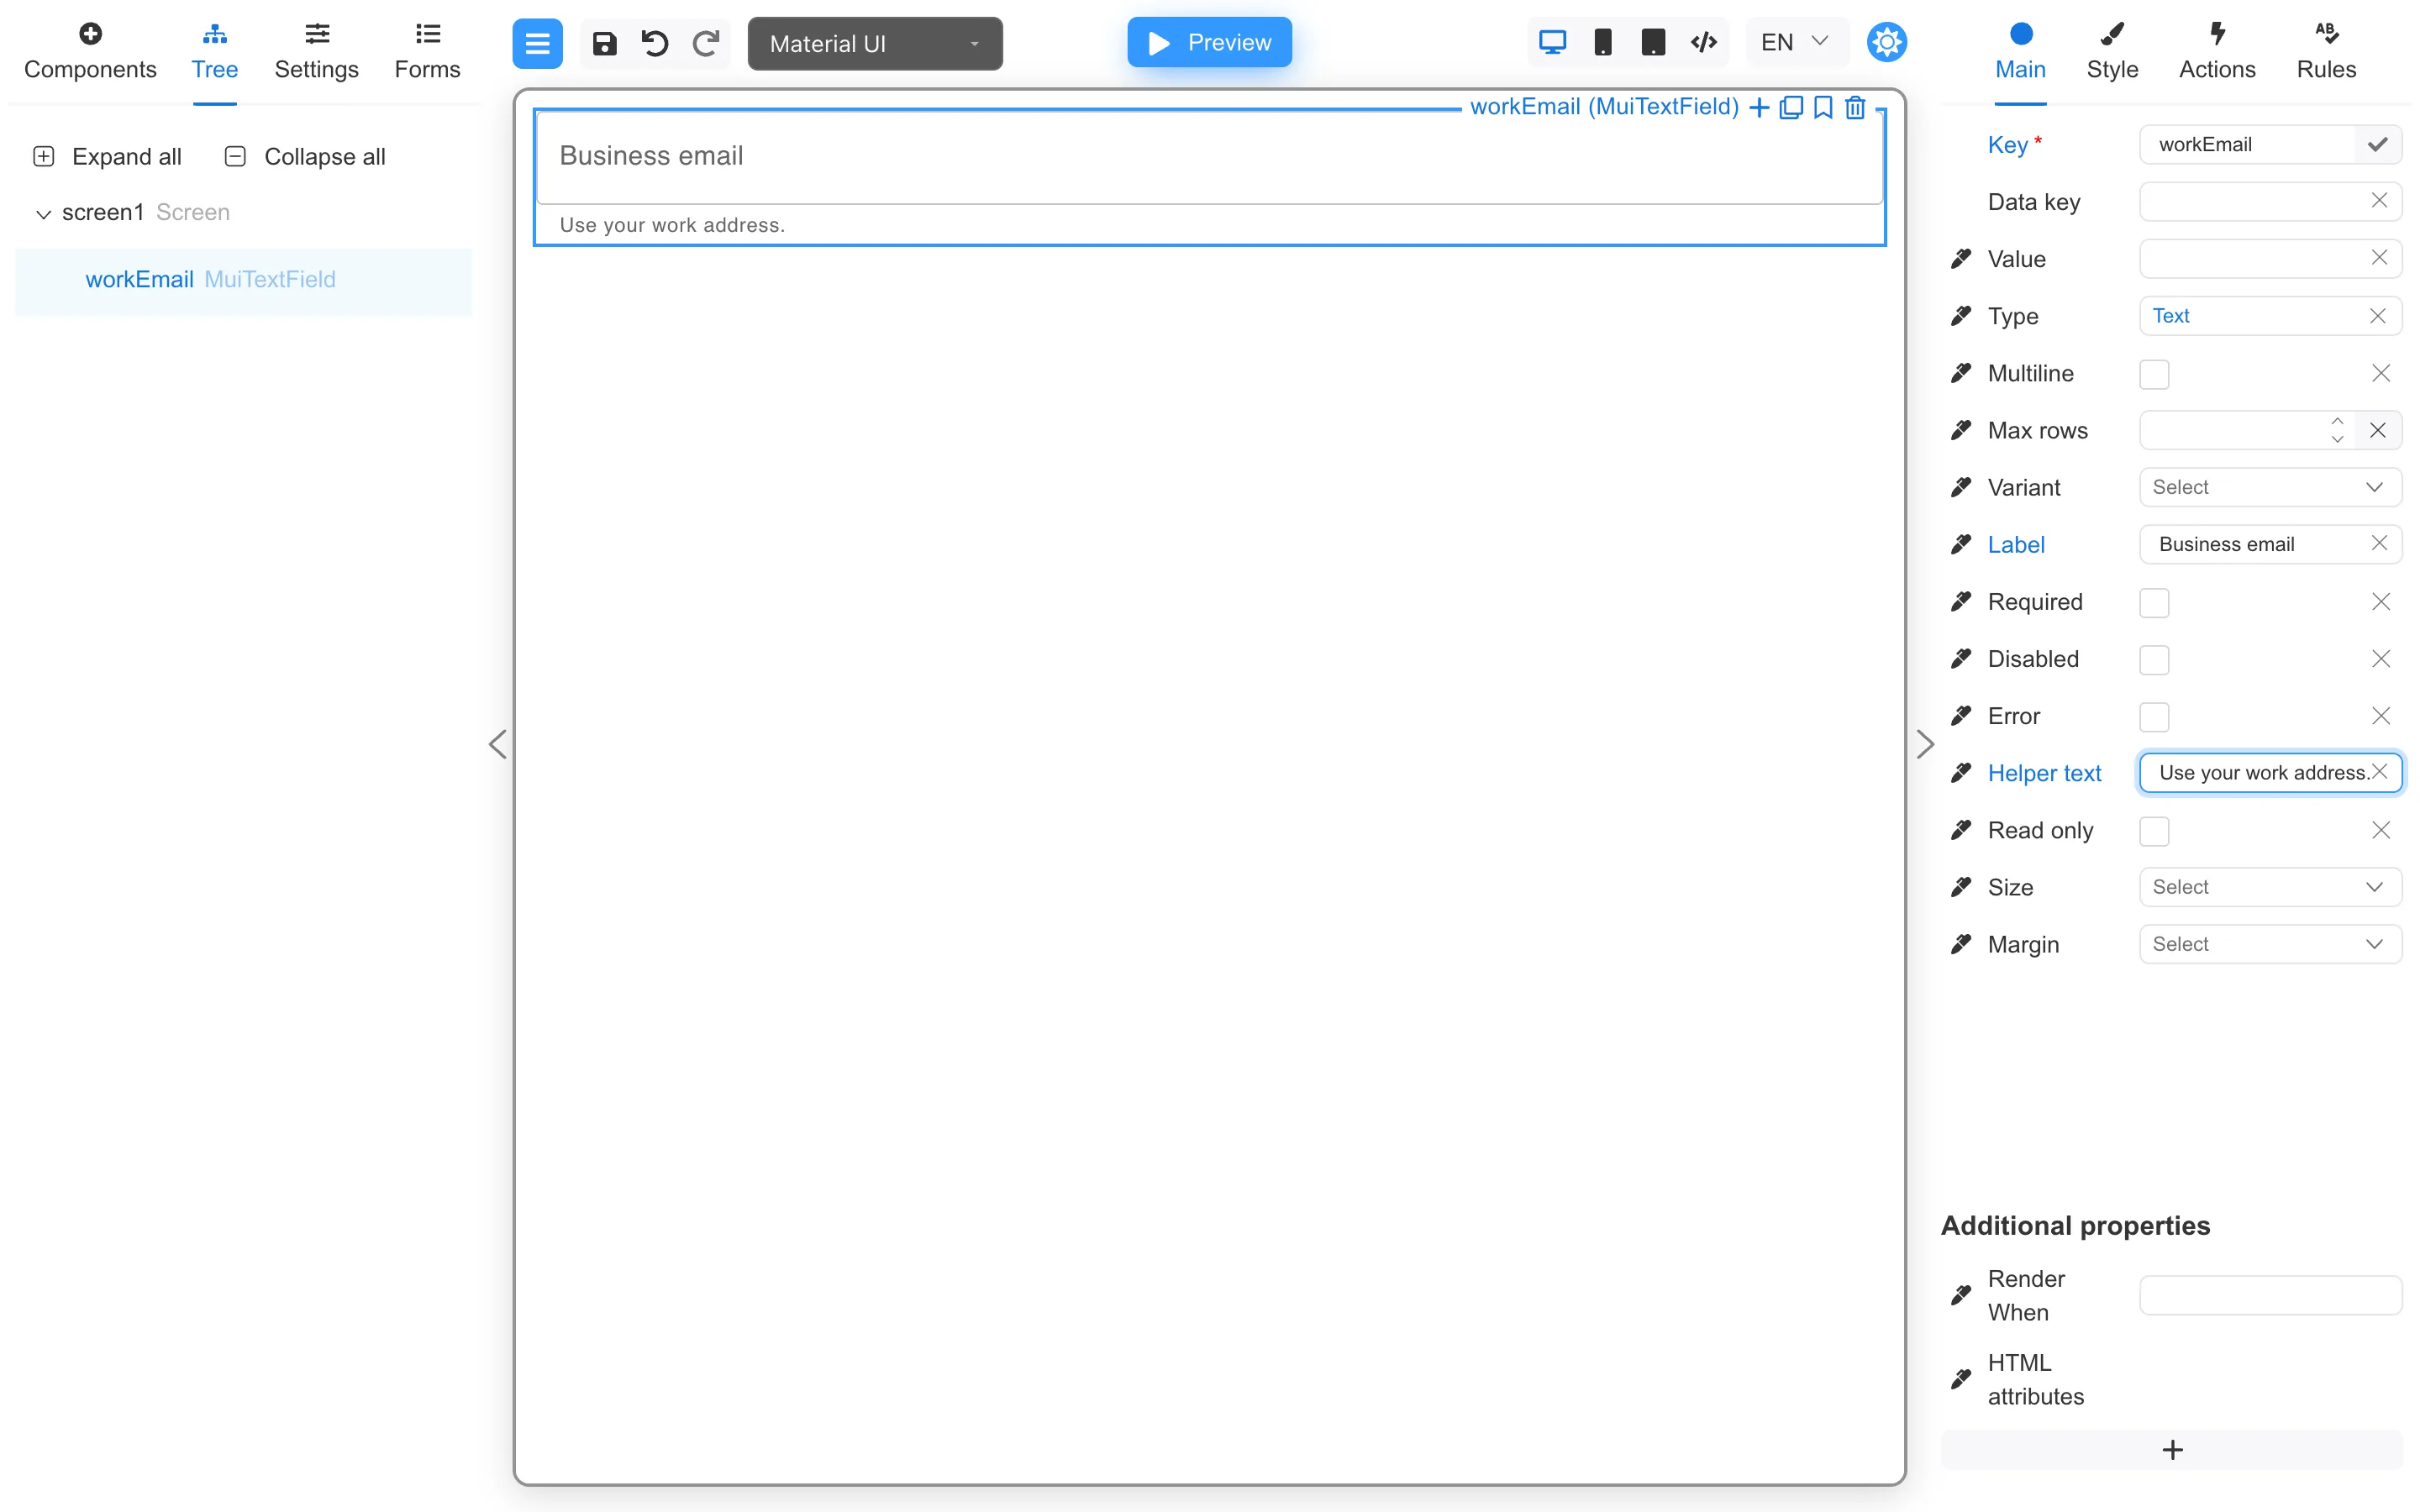 Components
Tree
Settings
Forms
Material UI
Preview
EN
Main
Style
Actions
AB
Rules
Expand all
Collapse all
screen1 Screen
workEmail MuiTextField
workEmail (MuiTextField)
Business email
Use your work address.
Key * workEmail
Data key
Value
Type Text
Multiline
Max rows
Variant Select
Label Business email
Required
Disabled
Error
Helper text Use your work address.
Read only
Size Select
Margin Select
Additional properties
Render
When
HTML
attributes